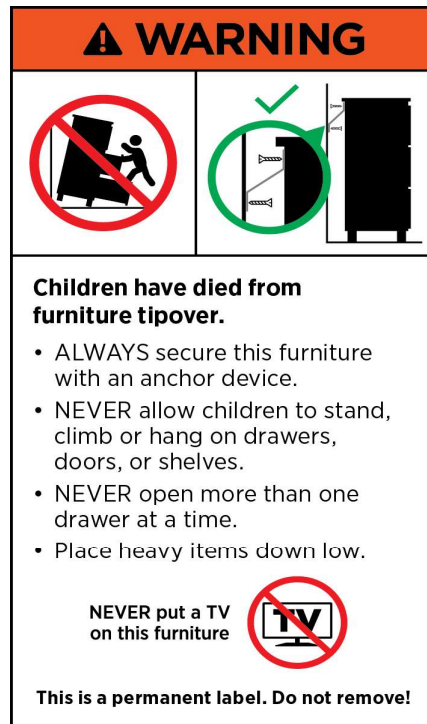 WARNING
Children have died from
furniture tipover.
• ALWAYS secure this furniture
with an anchor device.
• NEVER allow children to stand,
climb or hang on drawers,
doors, or shelves.
• NEVER open more than one
drawer at a time.
• Place heavy items down low.
NEVER put a TV
on this furniture
TV
This is a permanent label. Do not remove!